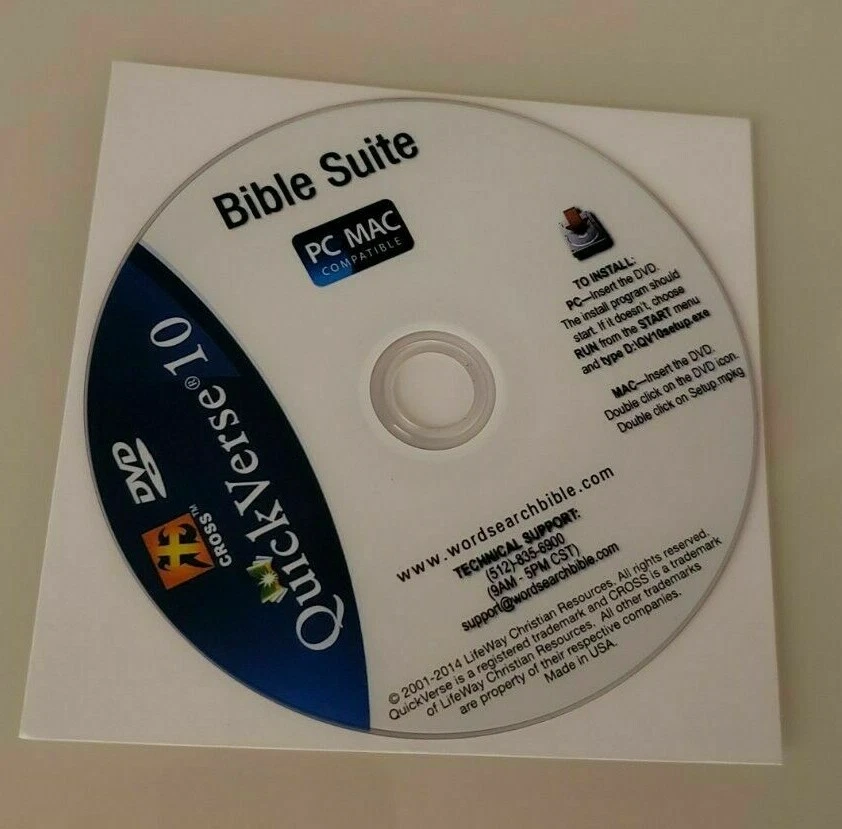 Bible Suite
PC MAC
COMPATIBLE
TO INSTALL:
PC—Insert the DVD.
The install program should
start. If it doesn't, choose
RUN from the START menu
and type D:\QV10setup.exe
MAC—Insert the DVD.
Double click on the DVD icon.
Double click on Setup.mpkg
QuickVerse® 10
DVD
CROSS™
www.wordsearchbible.com
TECHNICAL SUPPORT:
(512)-835-6900
(9AM - 5PM CST)
support@wordsearchbible.com
© 2001-2014 LifeWay Christian Resources. All rights reserved.
QuickVerse is a registered trademark and CROSS is a trademark
of LifeWay Christian Resources. All other trademarks
are property of their respective companies.
Made in USA.